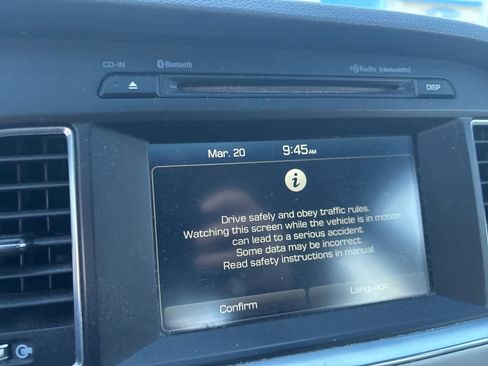 CD-IN Bluetooth HD Radio ((SiriusXM))
DISP
Mar. 20 9:45 AM
i
Drive safely and obey traffic rules.
Watching this screen while the vehicle is in motion
can lead to a serious accident.
Some data may be incorrect.
Read safety instructions in manual.
Confirm Language